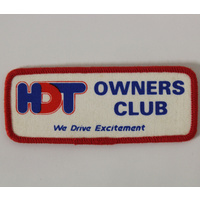 HDT OWNERS
CLUB
We Drive Excitement